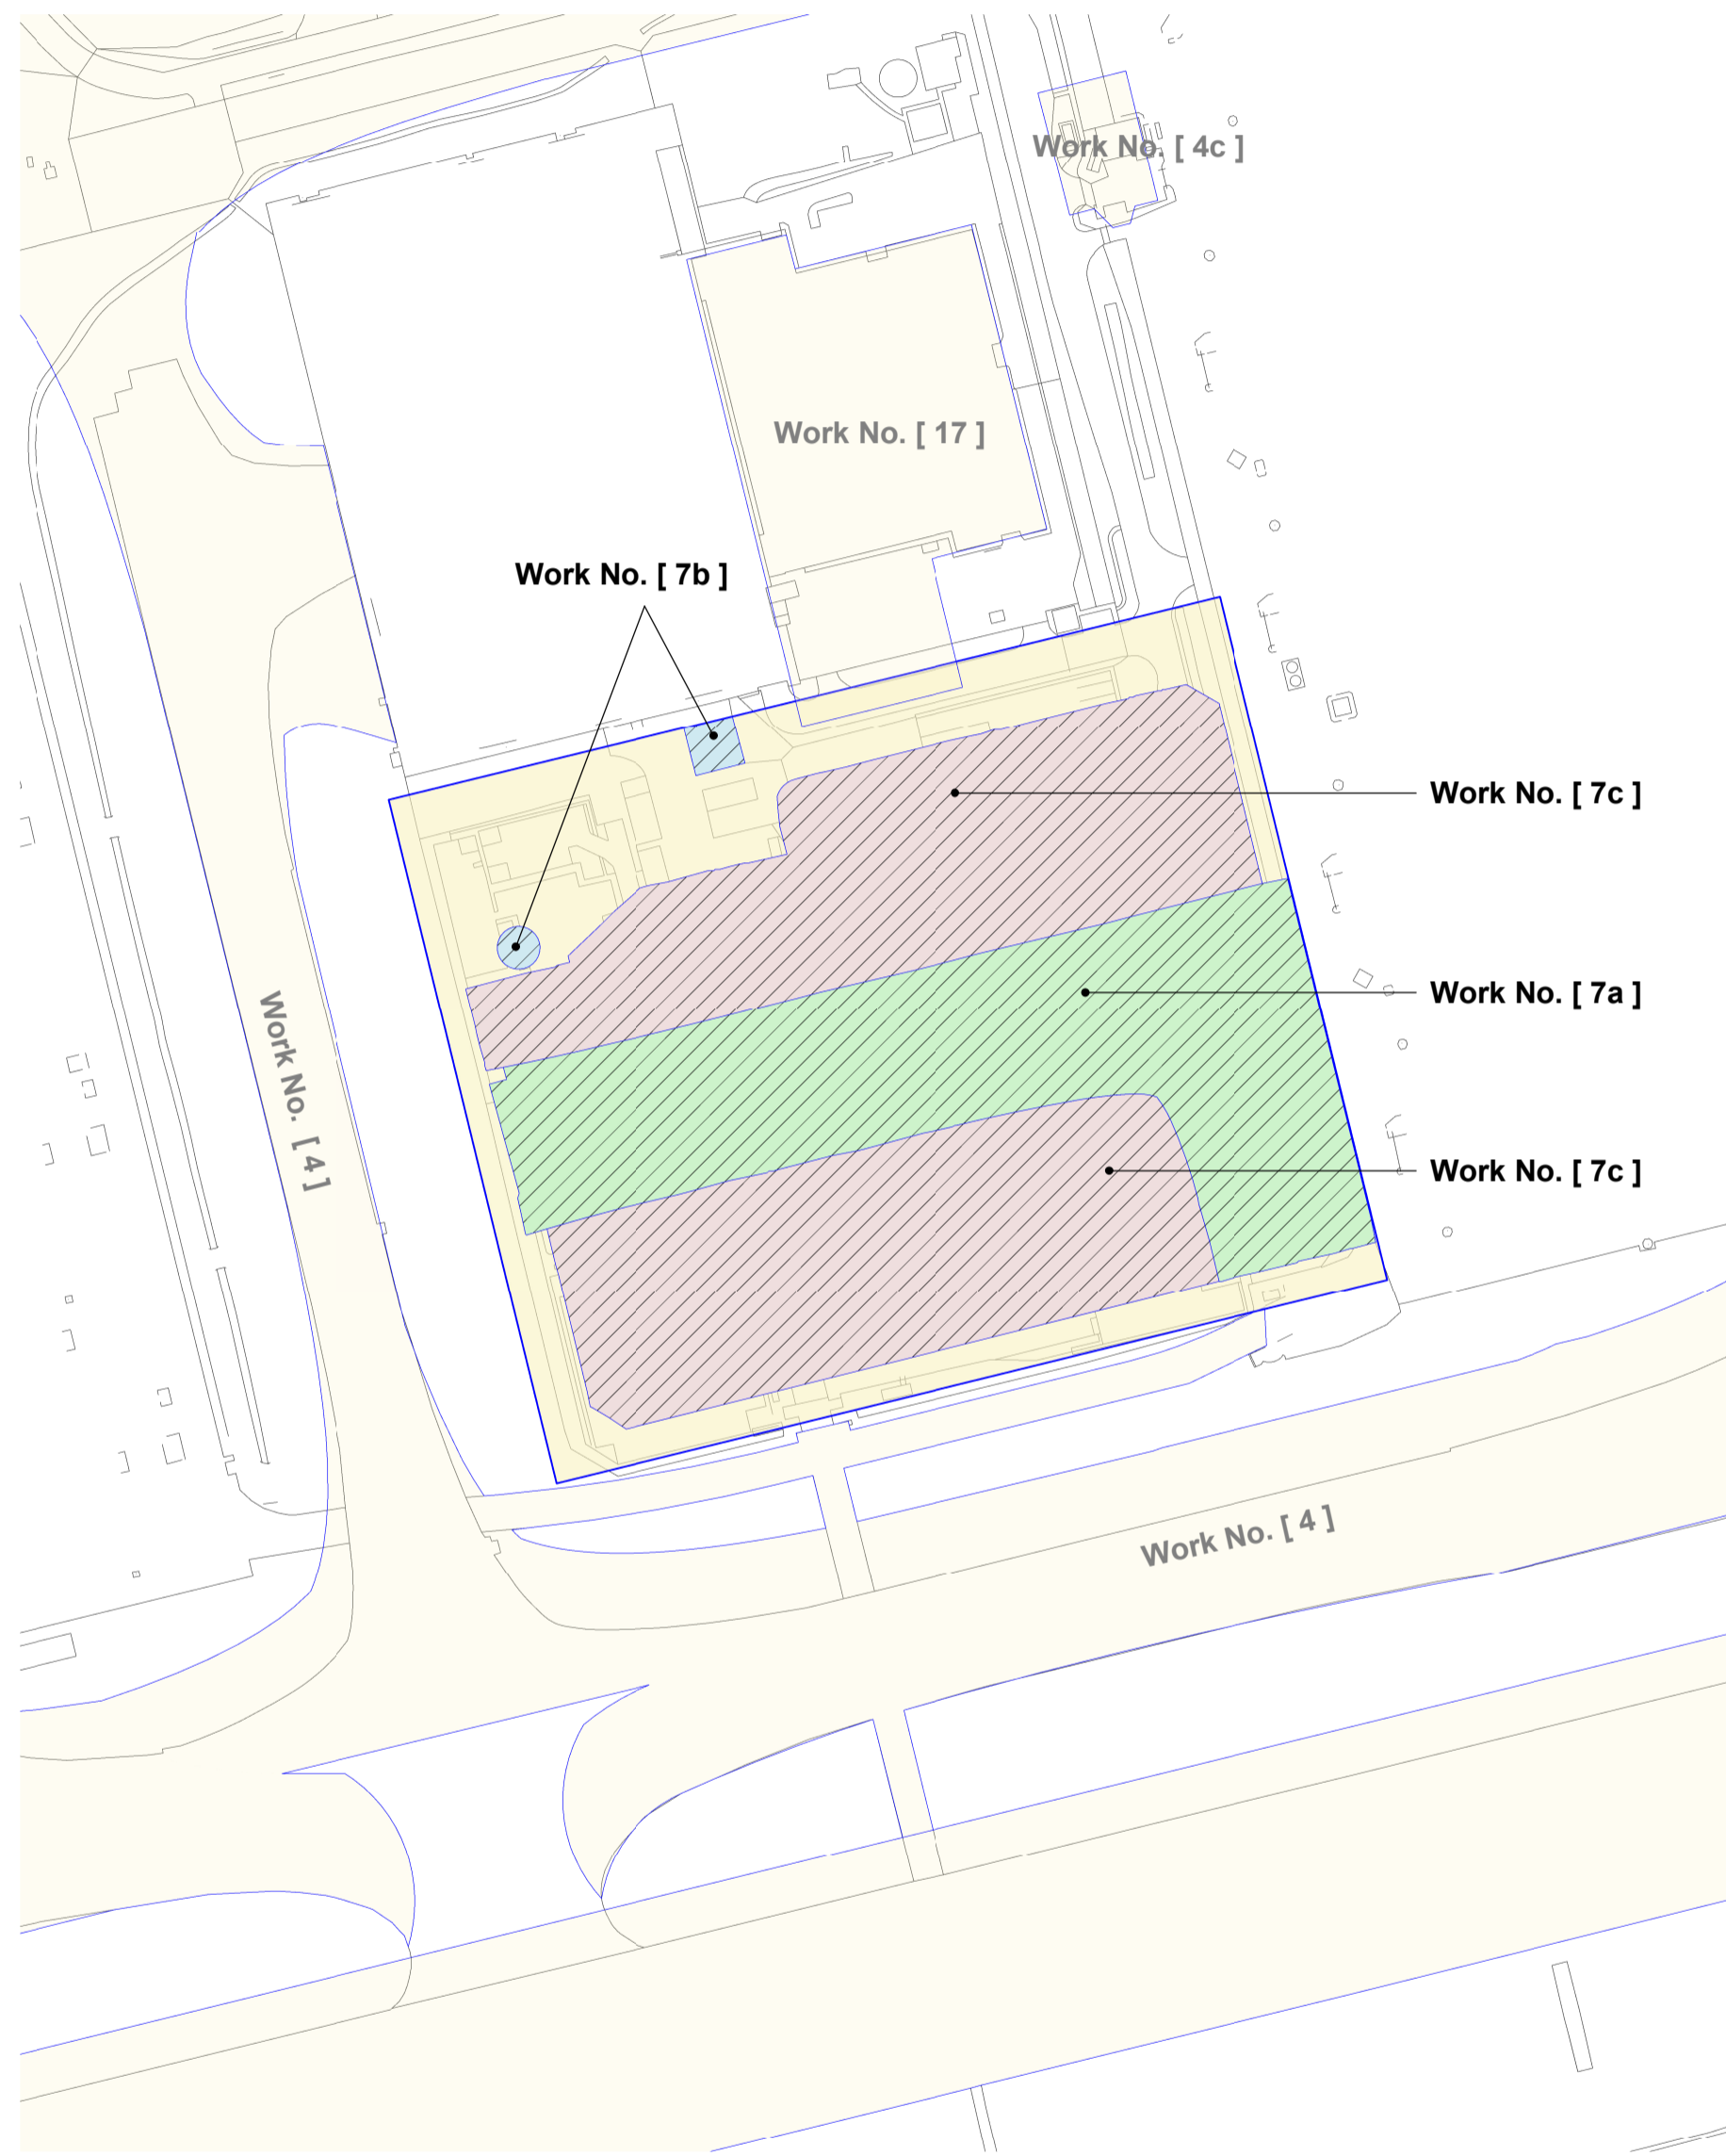 Work No. [ 4c ]
Work No. [ 17 ]
Work No. [ 7b ]
Work No. [ 7c ]
Work No. [ 7a ]
Work No. [ 4 ]
Work No. [ 7c ]
Work No. [ 4 ]